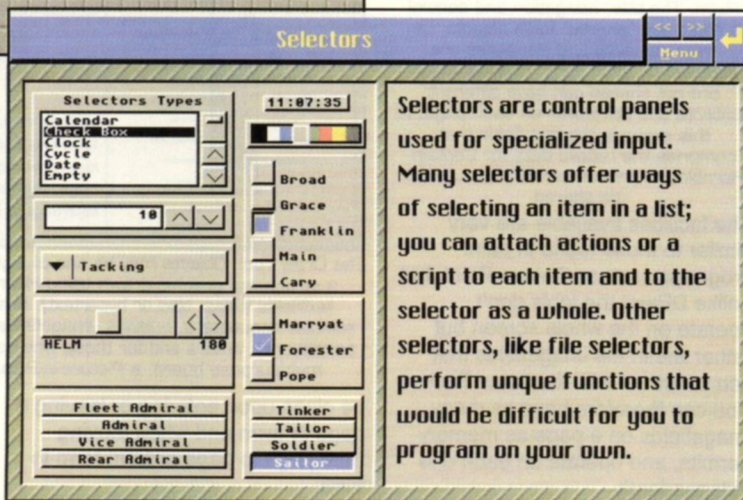 Selectors
<< >>
Menu
Selectors Types
Calendar
Check Box
Clock
Cycle
Date
Empty
10
Tacking
HELM 180
Fleet Admiral
Admiral
Vice Admiral
Rear Admiral
11:07:35
Broad
Grace
Franklin
Main
Cary
Marryat
Forester
Pope
Tinker
Tailor
Soldier
Sailor
Selectors are control panels
used for specialized input.
Many selectors offer ways
of selecting an item in a list;
you can attach actions or a
script to each item and to the
selector as a whole. Other
selectors, like file selectors,
perform unque functions that
would be difficult for you to
program on your own.